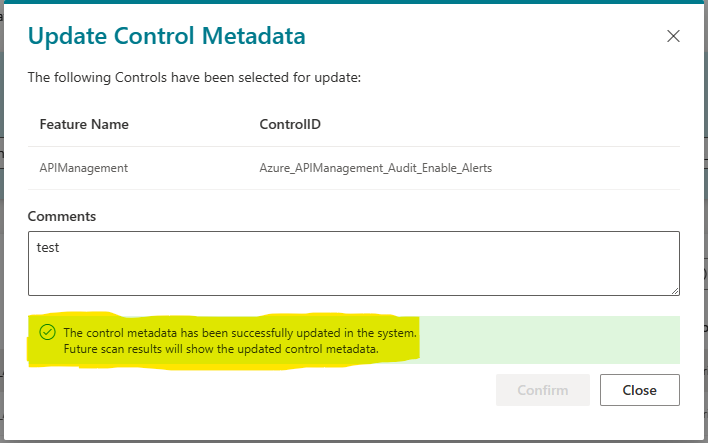 Update Control Metadata
The following Controls have been selected for update:
Feature Name ControlID
APIManagement Azure_APIManagement_Audit_Enable_Alerts
Comments
test
The control metadata has been successfully updated in the system.
Future scan results will show the updated control metadata.
Confirm Close